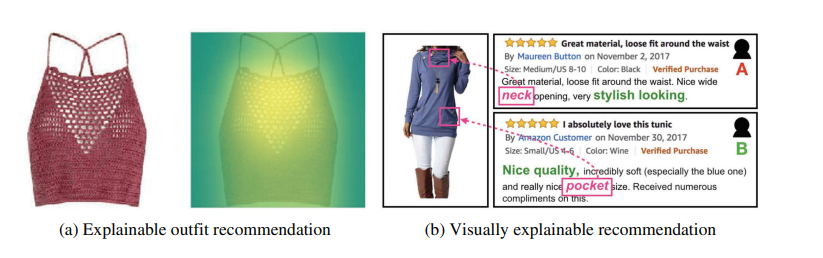 Great material, loose fit around the waist
By Maureen Button on November 2, 2017
Size: Medium/US 8-10 Color: Black Verified Purchase
A
Great material, loose fit around the waist. Nice wide
neck opening, very stylish looking.
I absolutely love this tunic
By Amazon Customer on November 30, 2017
Size: Small/US 4-6 Color: Wine Verified Purchase
B
Nice quality, incredibly soft (especially the blue one)
and really nice pocket size. Received numerous
compliments on this.
(a) Explainable outfit recommendation
(b) Visually explainable recommendation